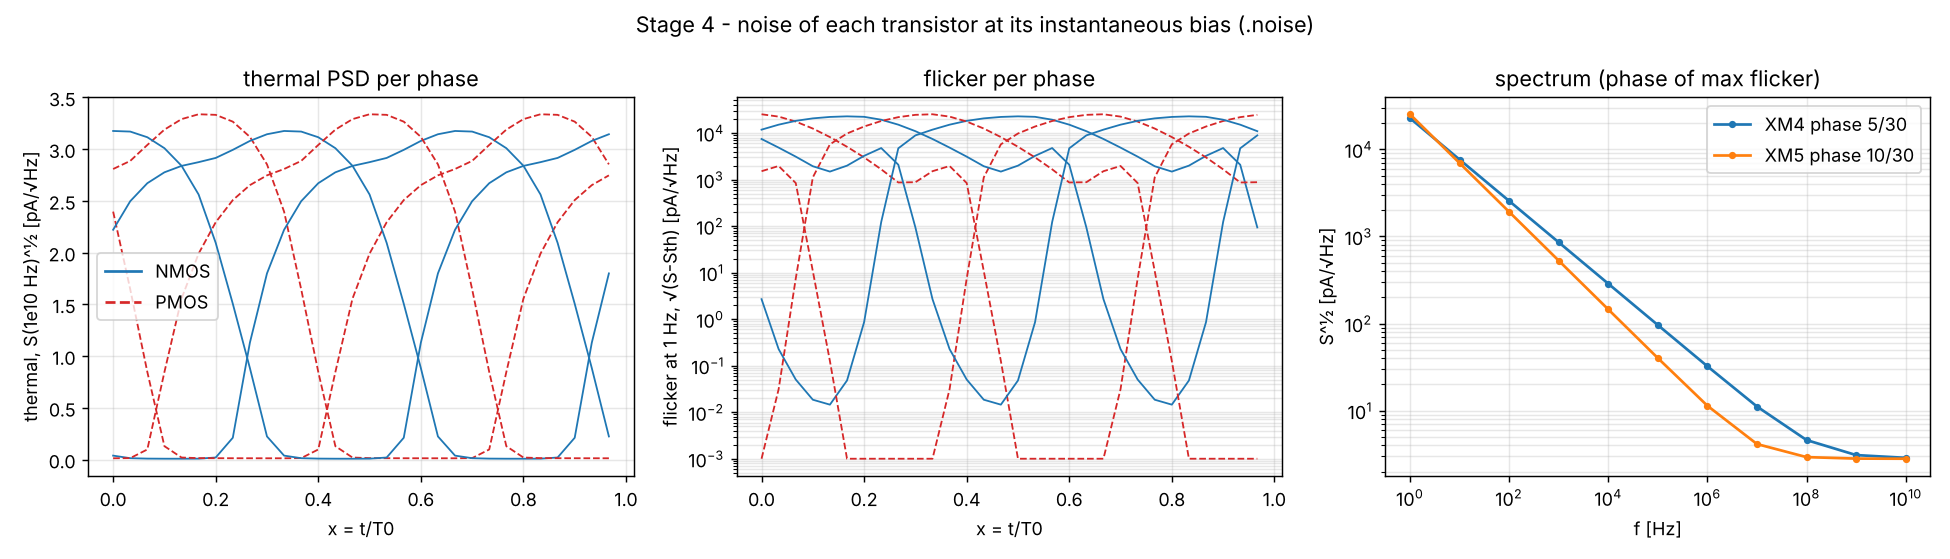 Stage 4 - noise of each transistor at its instantaneous bias (.noise)
thermal PSD per phase
thermal, S(1e10 Hz)^½ [pA/√Hz]
3.5
3.0
2.5
2.0
1.5
1.0
0.5
0.0
NMOS
PMOS
0.0 0.2 0.4 0.6 0.8 1.0
x = t/T0
flicker per phase
flicker at 1 Hz, √(S-Sth) [pA/√Hz]
10⁴
10³
10²
10¹
10⁰
10⁻¹
10⁻²
10⁻³
0.0 0.2 0.4 0.6 0.8 1.0
x = t/T0
spectrum (phase of max flicker)
S^½ [pA/√Hz]
10⁴
10³
10²
10¹
XM4 phase 5/30
XM5 phase 10/30
10⁰ 10² 10⁴ 10⁶ 10⁸ 10¹⁰
f [Hz]